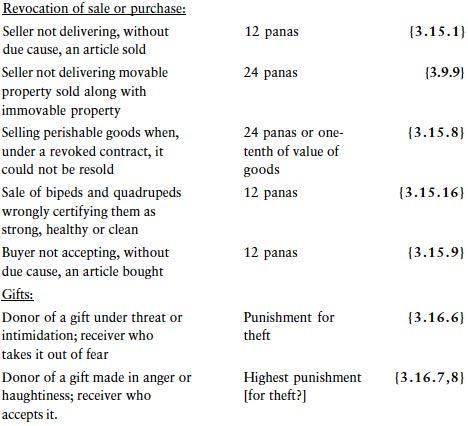 Revocation of sale or purchase:
Seller not delivering, without 12 panas {3.15.1}
due cause, an article sold
Seller not delivering movable 24 panas {3.9.9}
property sold along with
immovable property
Selling perishable goods when, 24 panas or one- {3.15.8}
under a revoked contract, it tenth of value of
could not be resold goods
Sale of bipeds and quadrupeds 12 panas {3.15.16}
wrongly certifying them as
strong, healthy or clean
Buyer not accepting, without 12 panas {3.15.9}
due cause, an article bought
Gifts:
Donor of a gift under threat or Punishment for {3.16.6}
intimidation; receiver who theft
takes it out of fear
Donor of a gift made in anger or Highest punishment {3.16.7,8}
haughtiness; receiver who [for theft?]
accepts it.